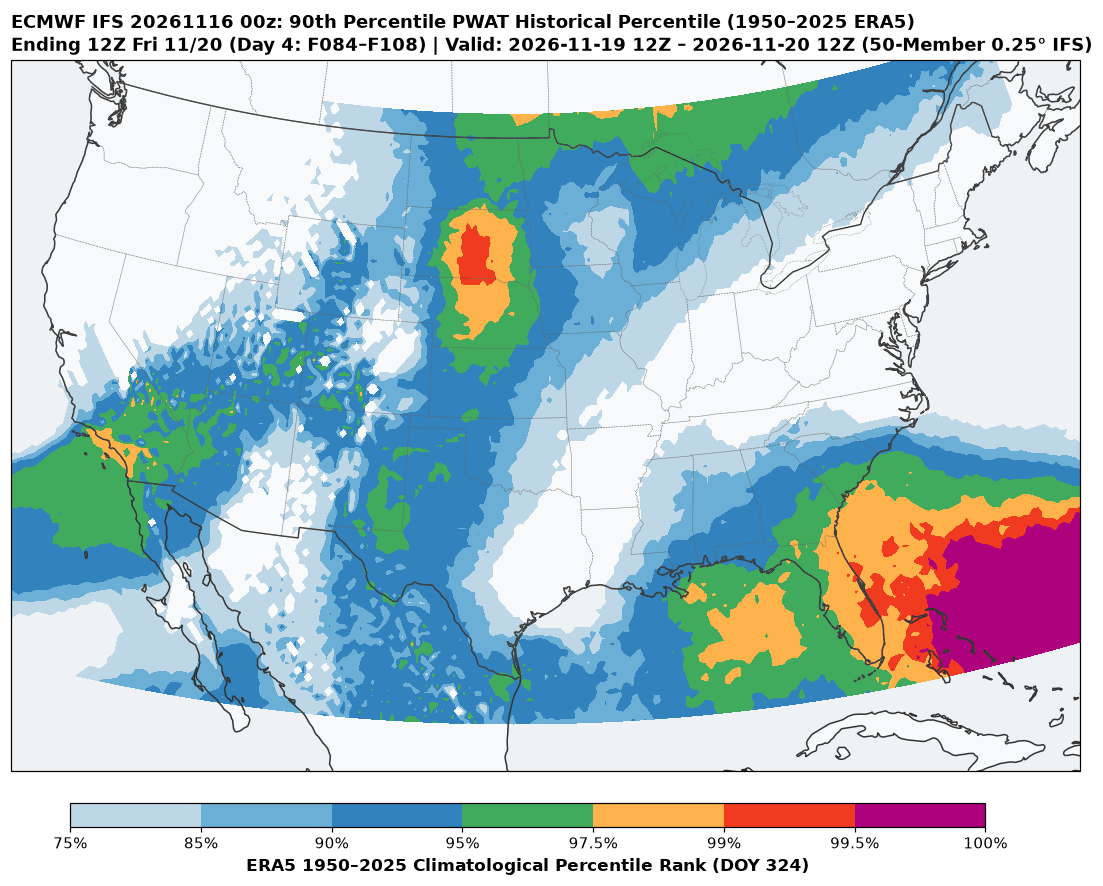 ECMWF IFS 20261116 00z: 90th Percentile PWAT Historical Percentile (1950–2025 ERA5)
Ending 12Z Fri 11/20 (Day 4: F084–F108) | Valid: 2026-11-19 12Z – 2026-11-20 12Z (50-Member 0.25° IFS)
75% 85% 90% 95% 97.5% 99% 99.5% 100%
ERA5 1950–2025 Climatological Percentile Rank (DOY 324)